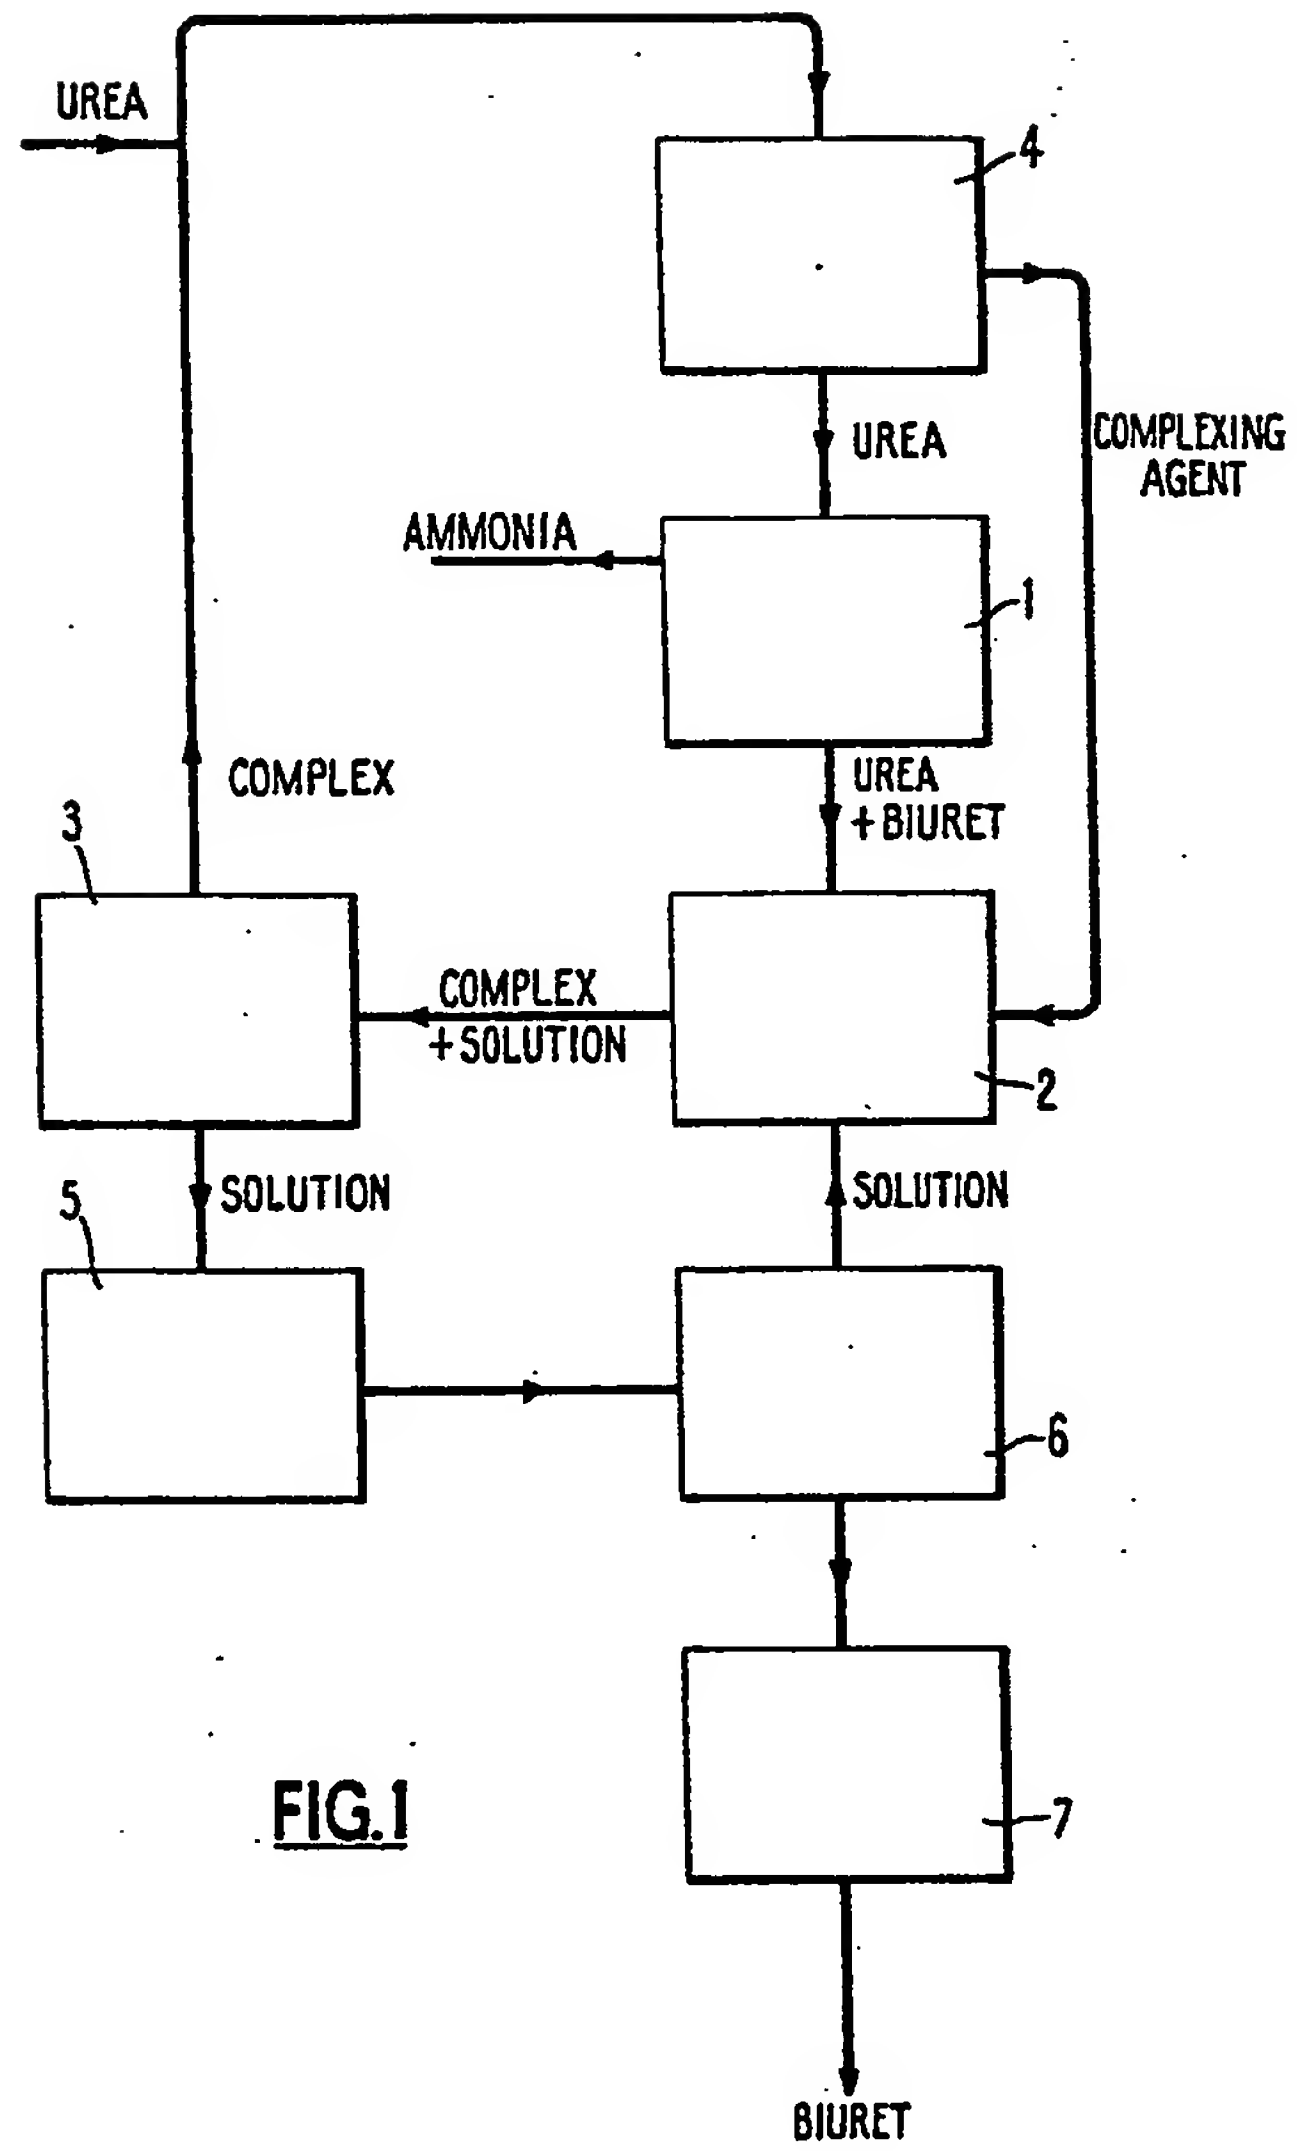 UREA
4
UREA
COMPLEXING
AGENT
AMMONIA
1
COMPLEX
UREA
+ BIURET
3
COMPLEX
+ SOLUTION
2
SOLUTION
SOLUTION
5
6
7
FIG.1
BIURET